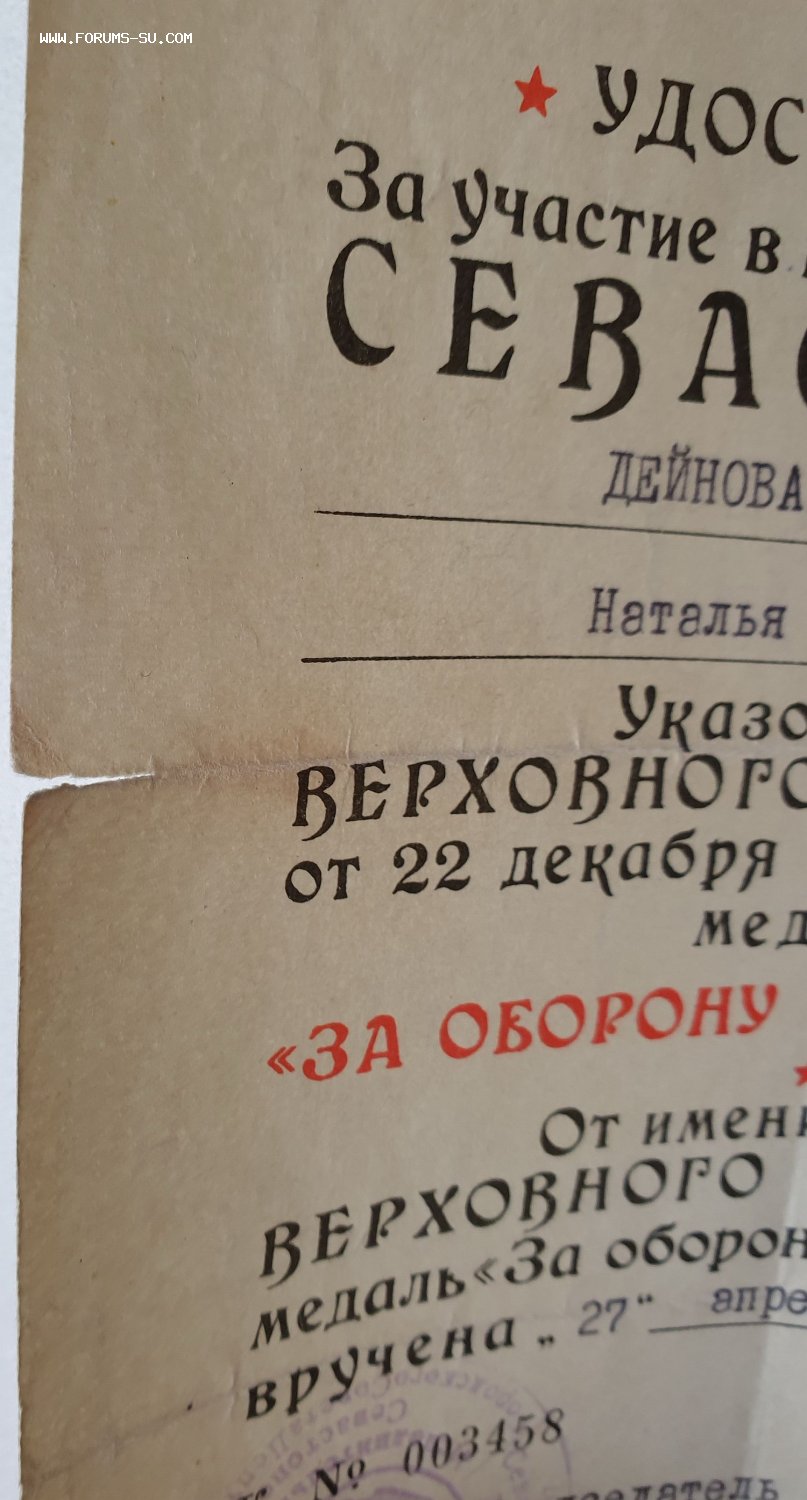 WWW.FORUMS-SU.COM
★ УДОС
За участие в
СЕВАС
ДЕЙНОВА
Наталья
Указо
ВЕРХОВНОГО
от 22 декабря
мед
«ЗА ОБОРОНУ
От имени
ВЕРХОВНОГО
медаль «За оборон
вручена „ 27 “ апре
№ 003458
седатель